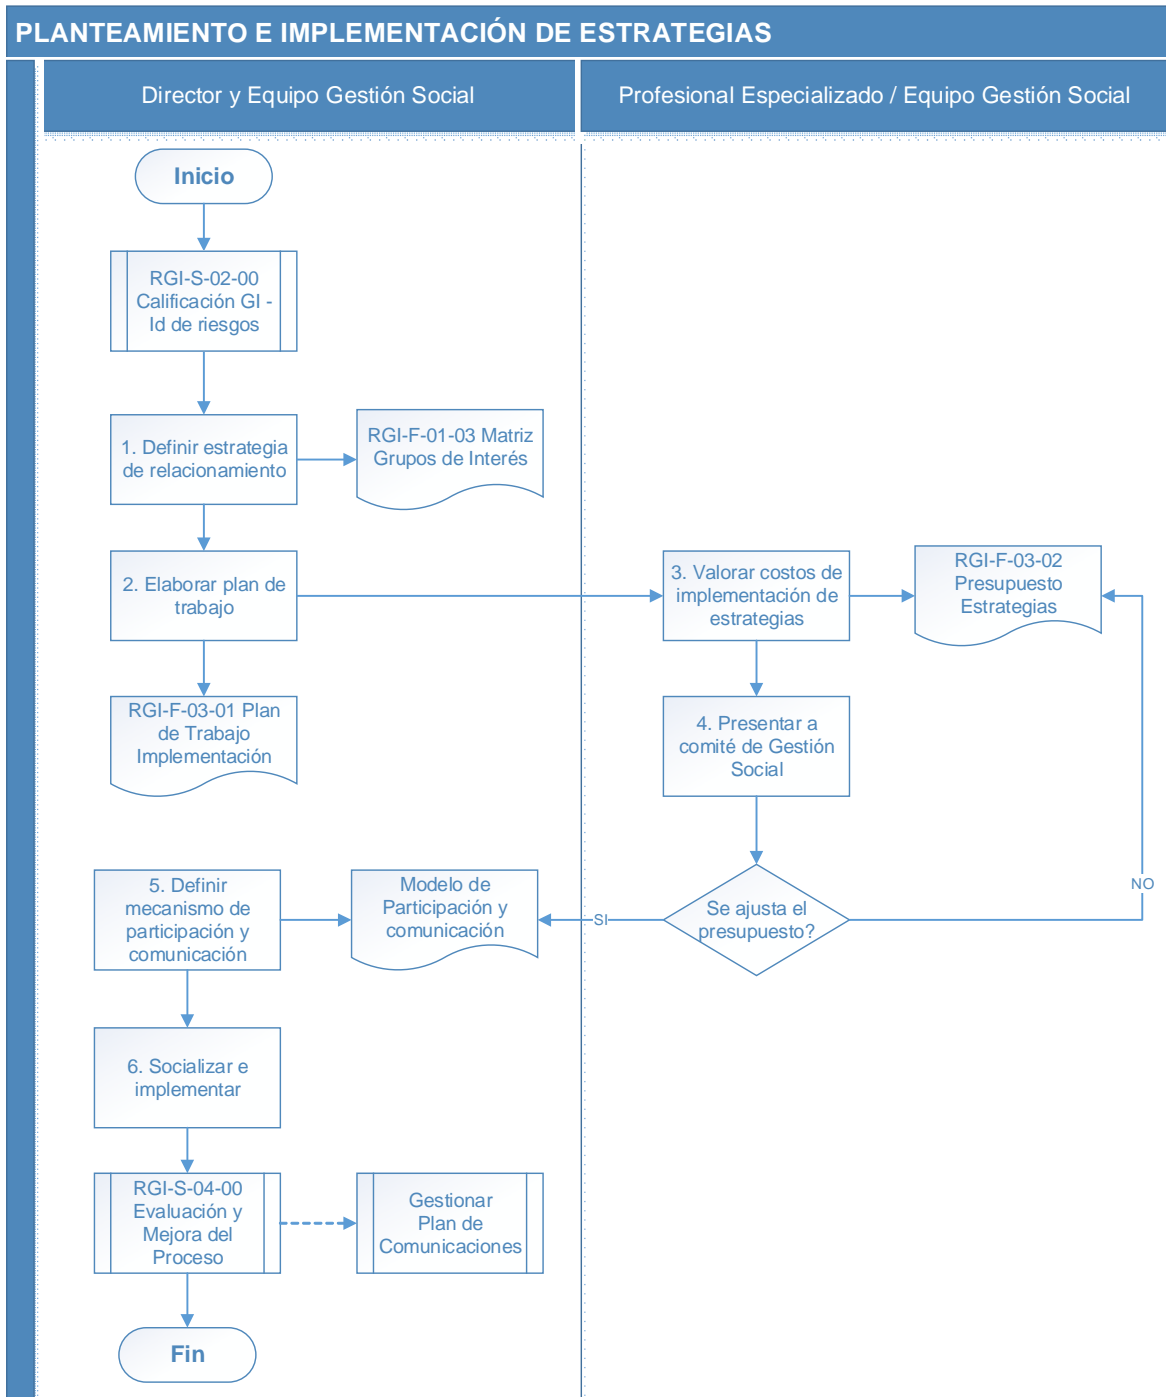 PLANTEAMIENTO E IMPLEMENTACIÓN DE ESTRATEGIAS
Director y Equipo Gestión Social
Profesional Especializado / Equipo Gestión Social
Inicio
RGI-S-02-00
Calificación GI -
Id de riesgos
1. Definir estrategia
de relacionamiento
RGI-F-01-03 Matriz
Grupos de Interés
2. Elaborar plan de
trabajo
3. Valorar costos de
implementación de
estrategias
RGI-F-03-02
Presupuesto
Estrategias
RGI-F-03-01 Plan
de Trabajo
Implementación
4. Presentar a
comité de Gestión
Social
5. Definir
mecanismo de
participación y
comunicación
Modelo de
Participación y
comunicación
SI
Se ajusta el
presupuesto?
NO
6. Socializar e
implementar
RGI-S-04-00
Evaluación y
Mejora del
Proceso
Gestionar
Plan de
Comunicaciones
Fin